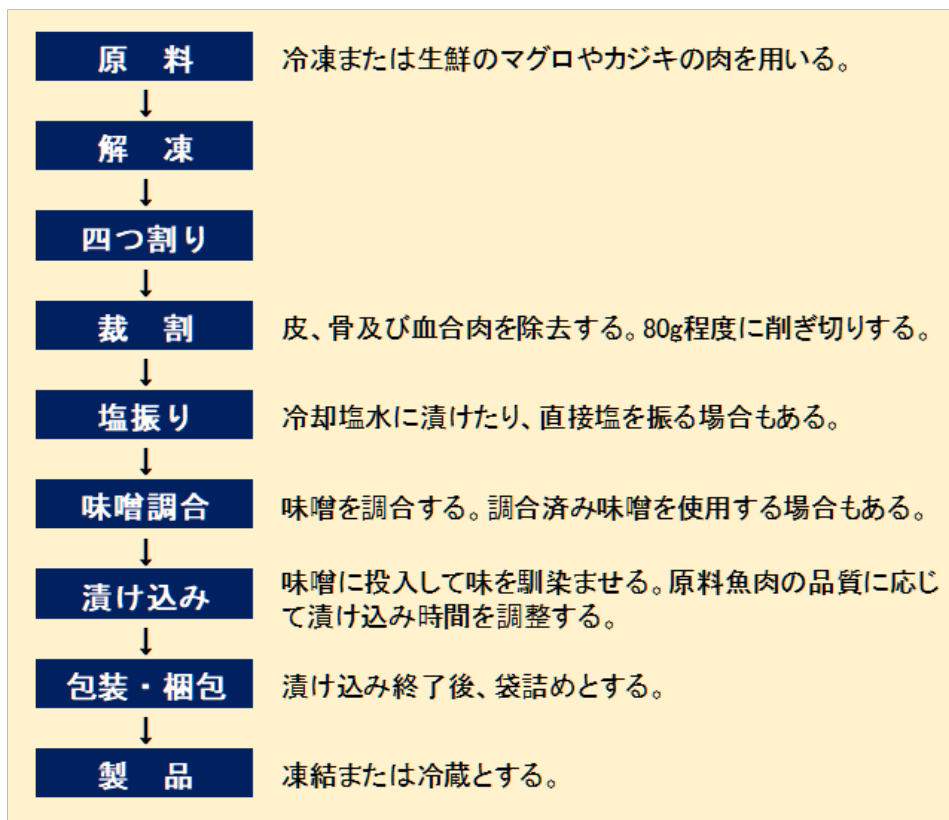 原　料
冷凍または生鮮のマグロやカジキの肉を用いる。
↓
解　凍
↓
四つ割り
↓
裁　割
皮、骨及び血合肉を除去する。80g程度に削ぎ切りする。
↓
塩振り
冷却塩水に漬けたり、直接塩を振る場合もある。
↓
味噌調合
味噌を調合する。調合済み味噌を使用する場合もある。
↓
漬け込み
味噌に投入して味を馴染ませる。原料魚肉の品質に応じ
て漬け込み時間を調整する。
↓
包装・梱包
漬け込み終了後、袋詰めとする。
↓
製　品
凍結または冷蔵とする。